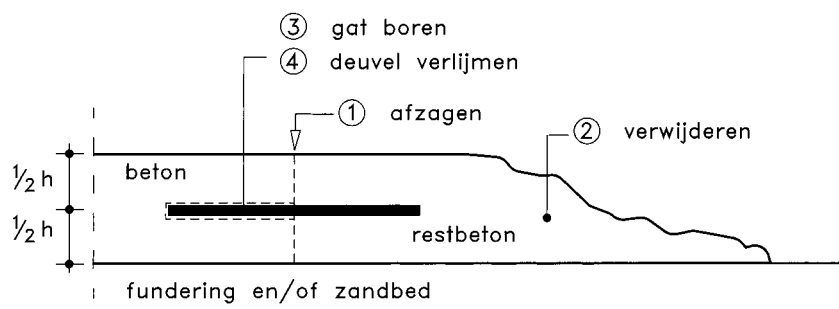 ③ gat boren
④ deuvel verlijmen
① afzagen
② verwijderen
½ h
beton
½ h
restbeton
fundering en/of zandbed